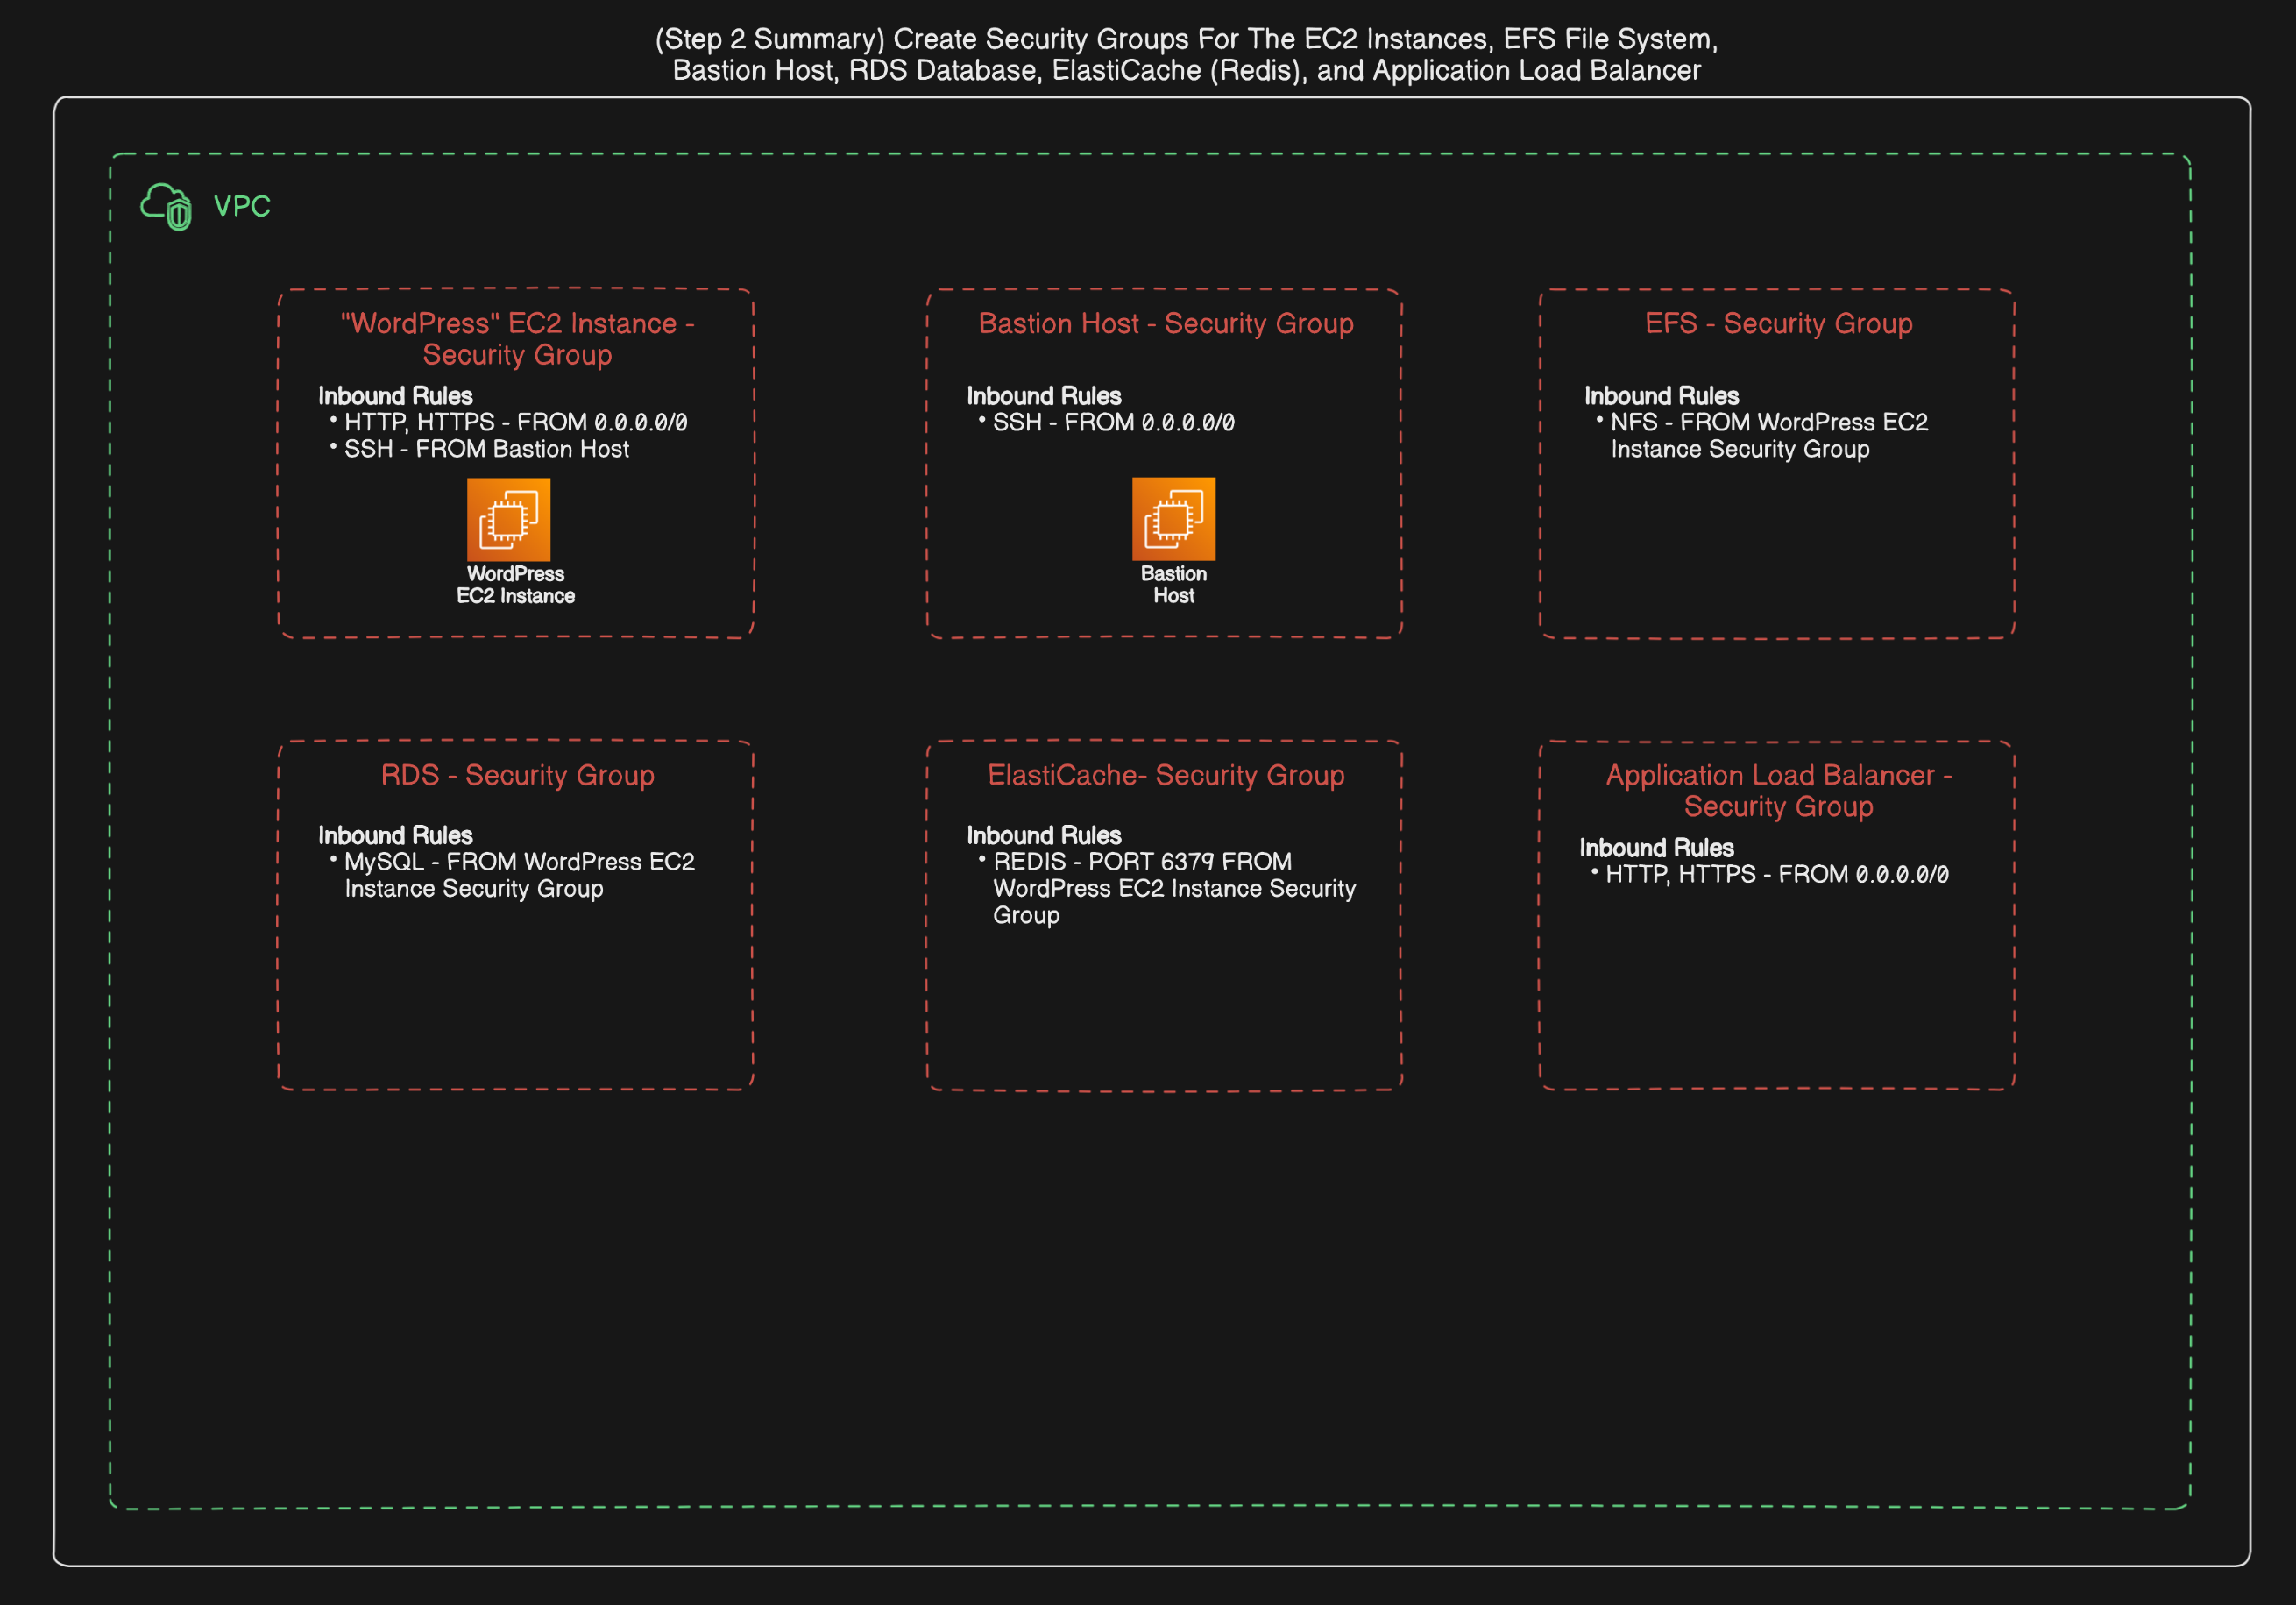 (Step 2 Summary) Create Security Groups For The EC2 Instances, EFS File System,
Bastion Host, RDS Database, ElastiCache (Redis), and Application Load Balancer
VPC
"WordPress" EC2 Instance -
Security Group
Inbound Rules
• HTTP, HTTPS - FROM 0.0.0.0/0
• SSH - FROM Bastion Host
WordPress
EC2 Instance
Bastion Host - Security Group
Inbound Rules
• SSH - FROM 0.0.0.0/0
Bastion
Host
EFS - Security Group
Inbound Rules
• NFS - FROM WordPress EC2
Instance Security Group
RDS - Security Group
Inbound Rules
• MySQL - FROM WordPress EC2
Instance Security Group
ElastiCache- Security Group
Inbound Rules
• REDIS - PORT 6379 FROM
WordPress EC2 Instance Security
Group
Application Load Balancer -
Security Group
Inbound Rules
• HTTP, HTTPS - FROM 0.0.0.0/0